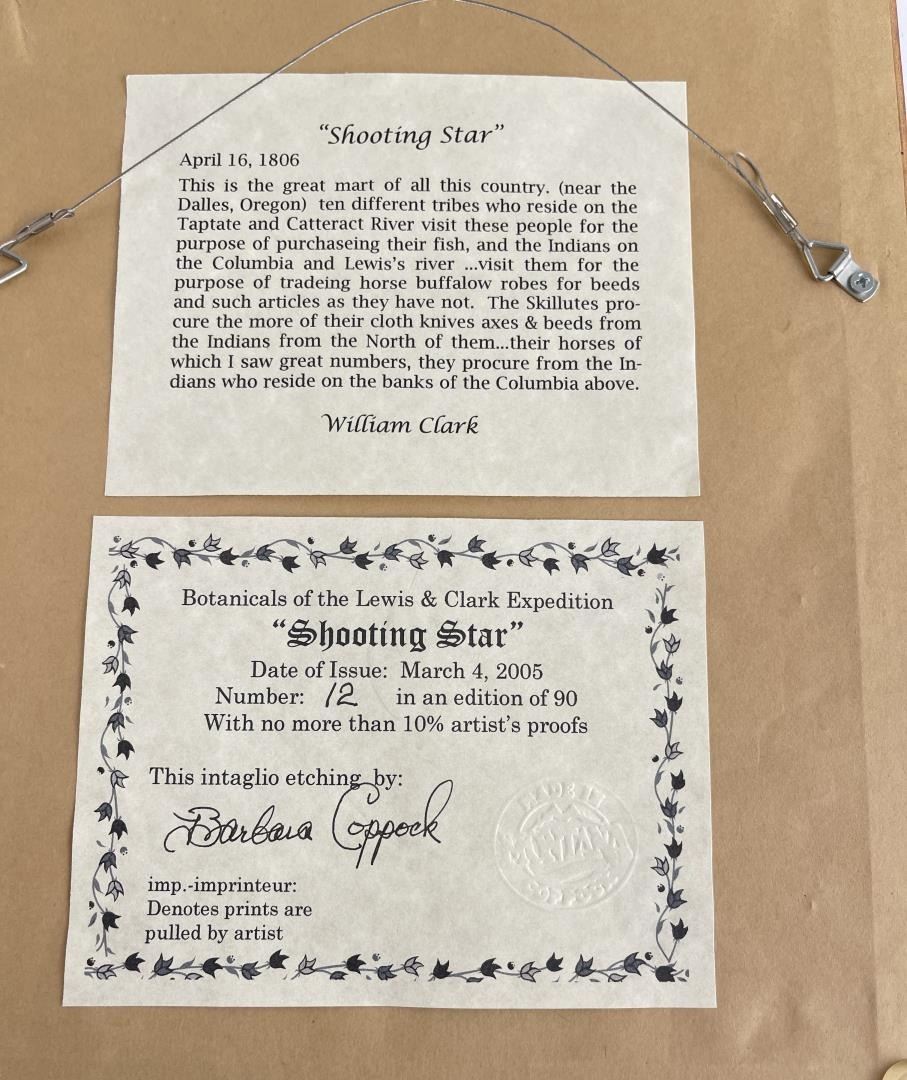 “Shooting Star”
April 16, 1806
This is the great mart of all this country. (near the
Dalles, Oregon) ten different tribes who reside on the
Taptate and Catteract River visit these people for the
purpose of purchaseing their fish, and the Indians on
the Columbia and Lewis's river ...visit them for the
purpose of tradeing horse buffalow robes for beeds
and such articles as they have not. The Skillutes pro-
cure the more of their cloth knives axes & beeds from
the Indians from the North of them...their horses of
which I saw great numbers, they procure from the In-
dians who reside on the banks of the Columbia above.
William Clark
Botanicals of the Lewis & Clark Expedition
“Shooting Star”
Date of Issue: March 4, 2005
Number: 12 in an edition of 90
With no more than 10% artist's proofs
This intaglio etching by:
Barbara Coppock
imp.-imprinteur:
Denotes prints are
pulled by artist
MADE IN
MONTANA